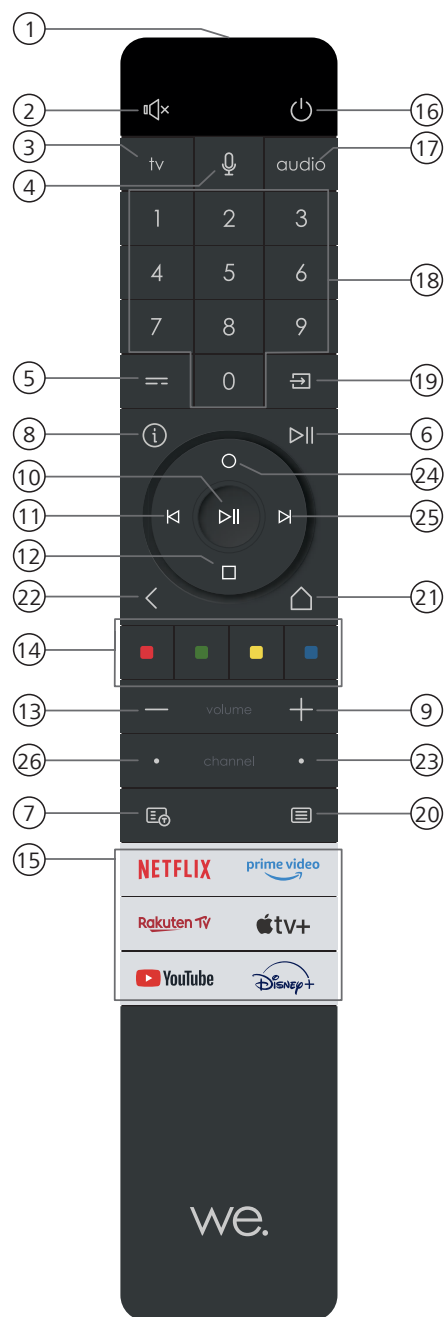 1
2
16
3
tv
audio
17
4
1 2 3
4 5 6
18
7 8 9
5
0
19
8
i
6
24
10
11
25
12
22
21
14
13
volume
9
26
channel
23
7
T
20
15
NETFLIX
prime video
Rakuten TV
tv+
YouTube
Disney+
we.